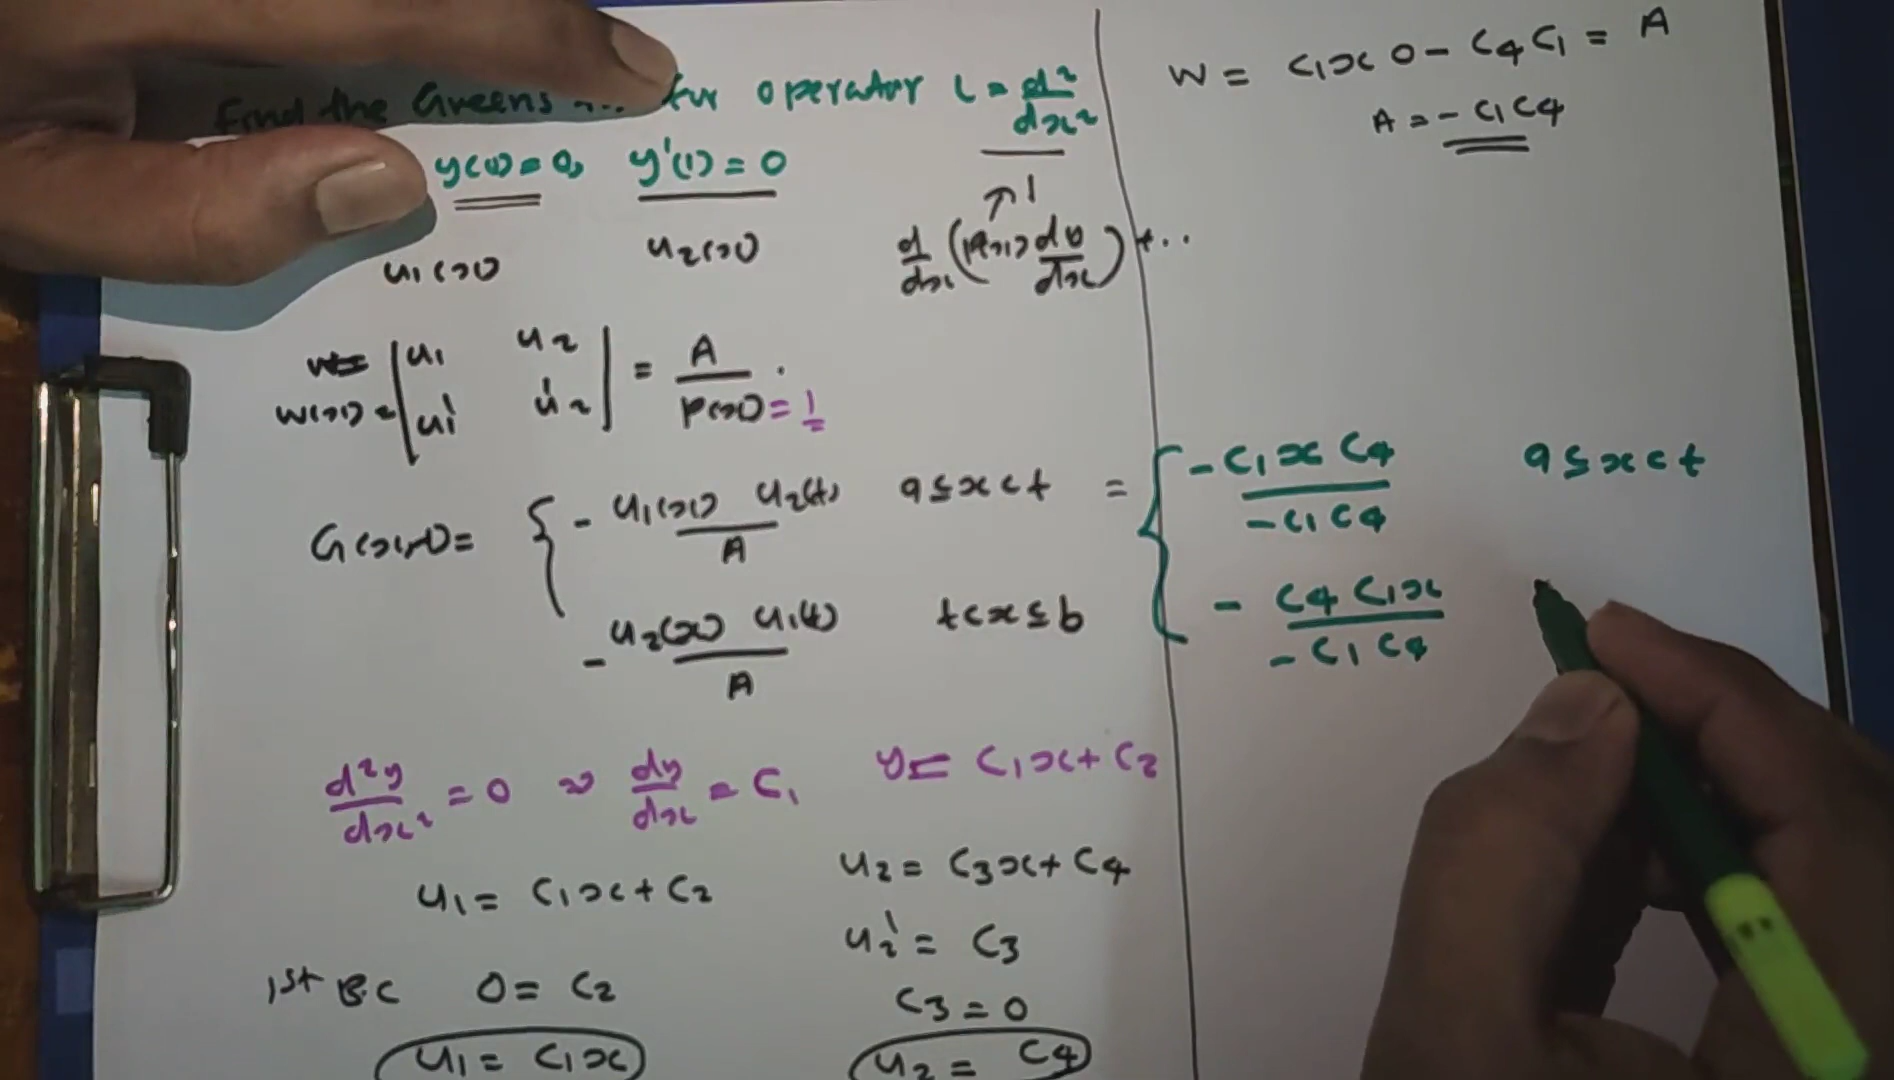 Find the Greens for operator L = d²/dx²
y(0) = 0, y'(1) = 0
u₁(x) u₂(x)
↑ 1
d/dx (P(x) du/dx) + ..
W(x) = |u₁ u₂| = A/P(x) = 1 .
|u₁' u₂'|
G(x,t) = { - u₁(x) u₂(t)/A a ≤ x < t
- u₂(x) u₁(t)/A t < x ≤ b
d²y/dx² = 0 ⇒ dy/dx = C₁ y = C₁x + C₂
u₁ = C₁x + C₂
1st B.C 0 = C₂
u₁ = C₁x
u₂ = C₃x + C₄
u₂' = C₃
C₃ = 0
u₂ = C₄
W = C₁x 0 - C₄C₁ = A
A = - C₁C₄
= { - C₁x C₄/- C₁C₄ a ≤ x < t
- C₄ C₁x/- C₁C₄